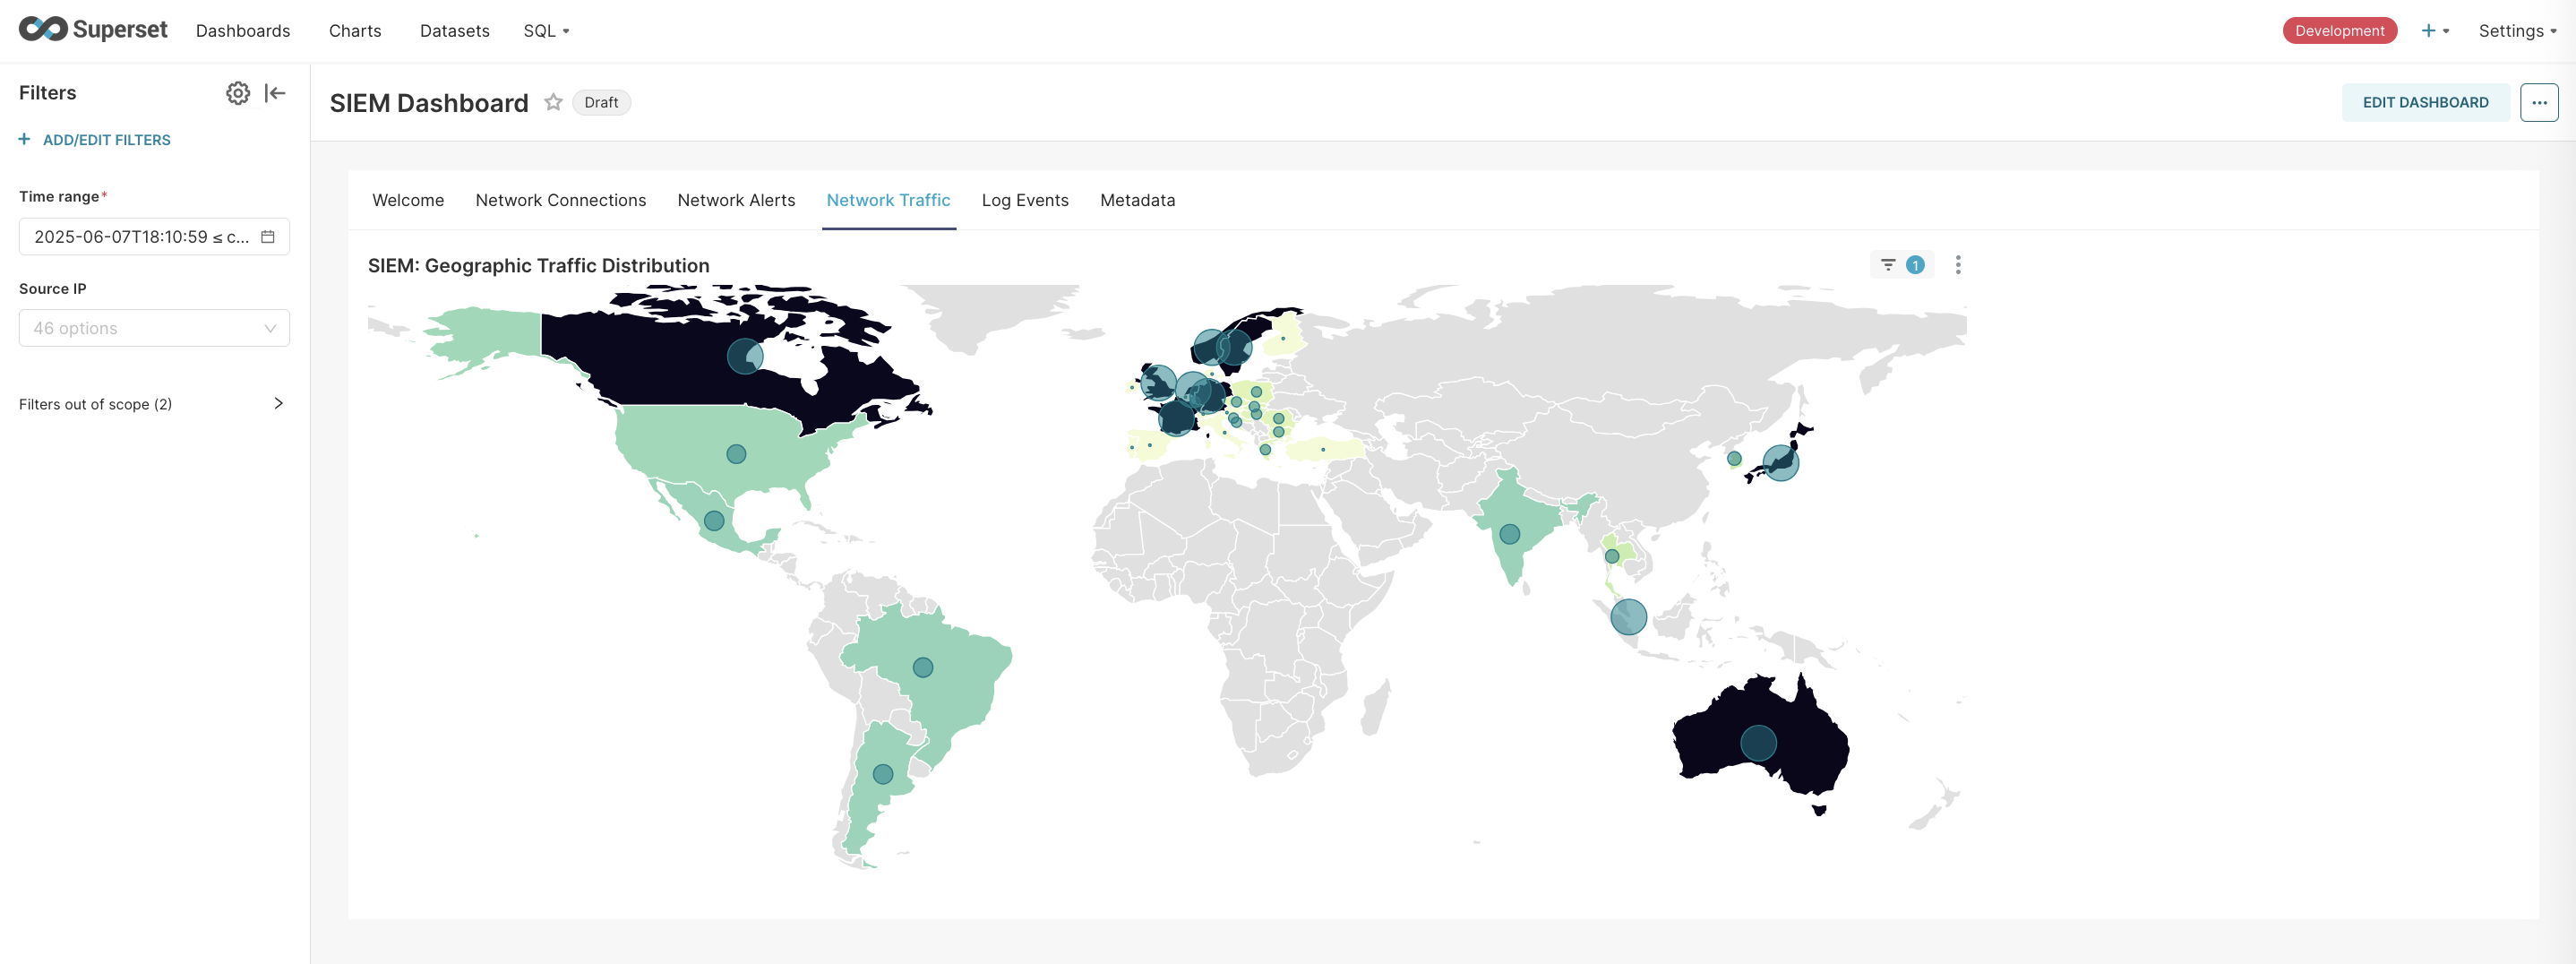 Superset
Dashboards
Charts
Datasets
SQL
Development
Settings
Filters
ADD/EDIT FILTERS
Time range*
2025-06-07T18:10:59 ≤ c...
Source IP
46 options
Filters out of scope (2)
SIEM Dashboard
Draft
EDIT DASHBOARD
Welcome
Network Connections
Network Alerts
Network Traffic
Log Events
Metadata
SIEM: Geographic Traffic Distribution
1